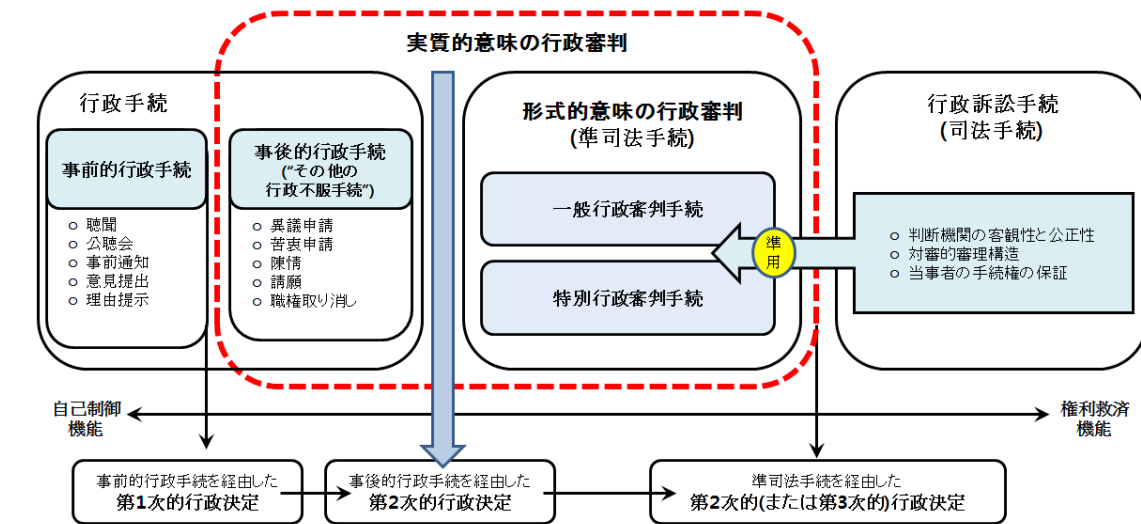 実質的意味の行政審判
行政手続
事前的行政手続
o 聴聞
o 公聴会
o 事前通知
o 意見提出
o 理由提示
事後的行政手続
("その他の
行政不服手続")
o 異議申請
o 苦衷申請
o 陳情
o 請願
o 職権取り消し
形式的意味の行政審判
(準司法手続)
一般行政審判手続
特別行政審判手続
準
用
行政訴訟手続
(司法手続)
o 判断機関の客観性と公正性
o 対審的審理構造
o 当事者の手続権の保証
自己制御
機能
権利救済
機能
事前的行政手続を経由した
第1次的行政決定
事後的行政手続を経由した
第2次的行政決定
準司法手続を経由した
第2次的(または第3次的)行政決定